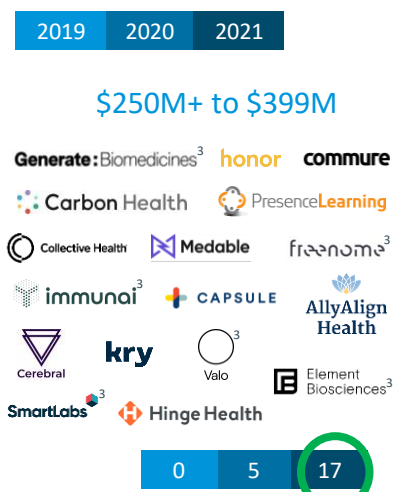 2019 2020 2021
$250M+ to $399M
Generate:Biomedicines3 honor commure
Carbon Health PresenceLearning
Collective Health Medable freenome3
immunai3 CAPSULE AllyAlign
Health
Cerebral kry Valo3 Element
Biosciences3
SmartLabs3 Hinge Health
0 5 17